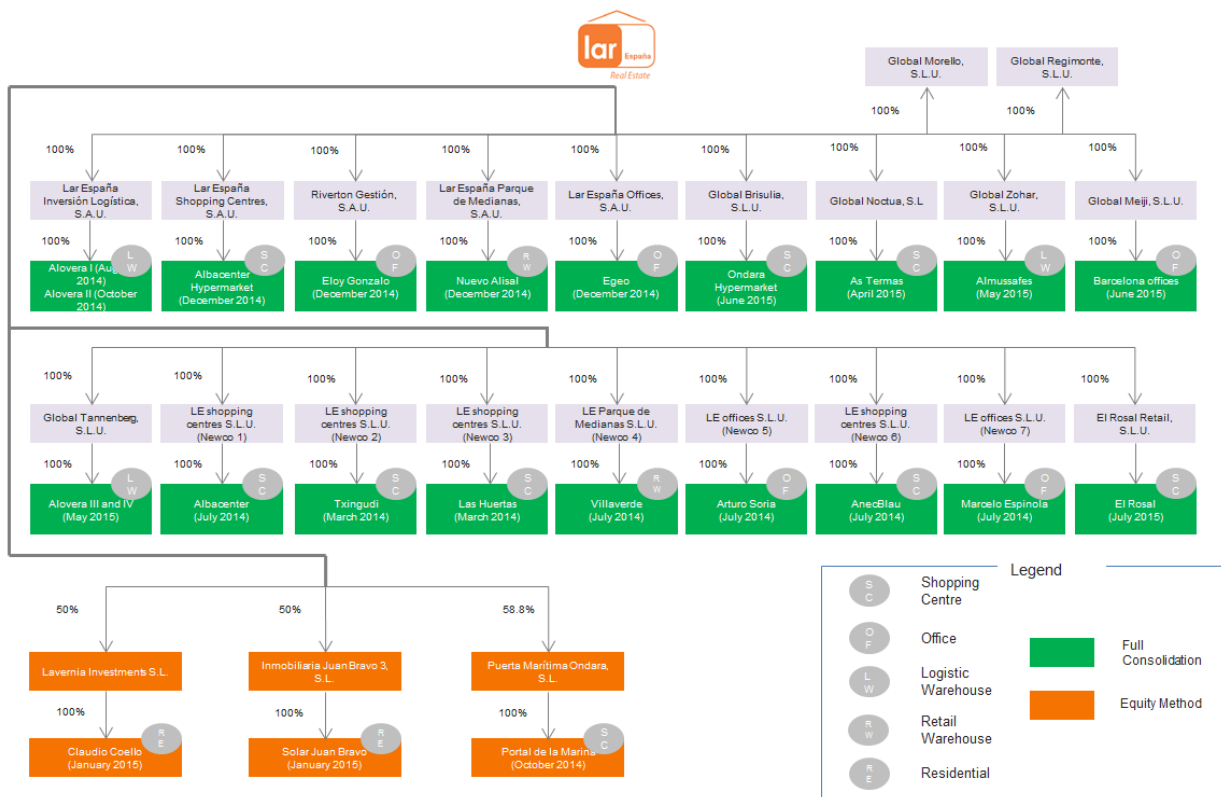 lar
España
Real Estate
Global Morello,
S.L.U.
Global Regimonte,
S.L.U.
100%
100%
100%
100%
100%
100%
100%
100%
100%
100%
100%
Lar España
Inversión Logística,
S.A.U.
Lar España
Shopping Centres,
S.A.U.
Riverton Gestión,
S.A.U.
Lar España Parque
de Medianas,
S.A.U.
Lar España Offices,
S.A.U.
Global Brisulia,
S.L.U.
Global Noctua, S.L
Global Zohar,
S.L.U.
Global Meiji, S.L.U.
100%
100%
100%
100%
100%
100%
100%
100%
100%
L
W
S
C
O
F
R
W
O
F
S
C
S
C
L
W
O
F
Alovera I (Aug
2014)
Alovera II (October
2014)
Albacenter
Hypermarket
(December 2014)
Eloy Gonzalo
(December 2014)
Nuevo Alisal
(December 2014)
Egeo
(December 2014)
Ondara
Hypermarket
(June 2015)
As Termas
(April 2015)
Almussafes
(May 2015)
Barcelona offices
(June 2015)
100%
100%
100%
100%
100%
100%
100%
100%
100%
Global Tannenberg,
S.L.U.
LE shopping
centres S.L.U.
(Newco 1)
LE shopping
centres S.L.U.
(Newco 2)
LE shopping
centres S.L.U.
(Newco 3)
LE Parque de
Medianas S.L.U.
(Newco 4)
LE offices S.L.U.
(Newco 5)
LE shopping
centres S.L.U.
(Newco 6)
LE offices S.L.U.
(Newco 7)
El Rosal Retail,
S.L.U.
100%
100%
100%
100%
100%
100%
100%
100%
100%
L
W
S
C
S
C
S
C
R
W
O
F
S
C
O
F
S
C
Alovera III and IV
(May 2015)
Albacenter
(July 2014)
Txingudi
(March 2014)
Las Huertas
(March 2014)
Villaverde
(July 2014)
Arturo Soria
(July 2014)
AnecBlau
(July 2014)
Marcelo Espinola
(July 2014)
El Rosal
(July 2015)
50%
50%
58.8%
Lavernia Investments S.L.
Inmobiliaria Juan Bravo 3,
S.L.
Puerta Marítima Ondara,
S.L.
100%
100%
100%
R
E
R
E
S
C
Claudio Coello
(January 2015)
Solar Juan Bravo
(January 2015)
Portal de la Marina
(October 2014)
Legend
S
C
Shopping
Centre
O
F
Office
L
W
Logistic
Warehouse
R
W
Retail
Warehouse
R
E
Residential
Full
Consolidation
Equity Method